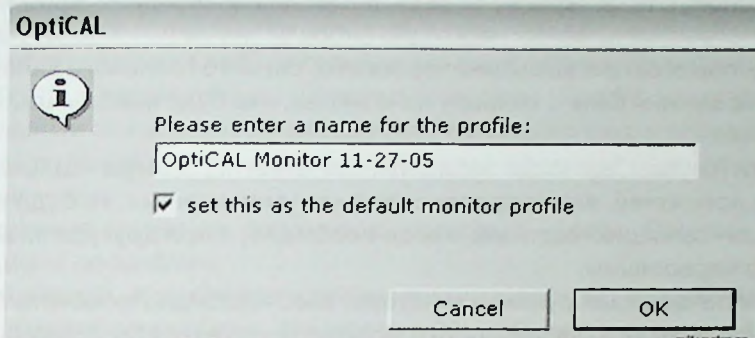 OptiCAL
Please enter a name for the profile:
OptiCAL Monitor 11-27-05
set this as the default monitor profile
Cancel
OK